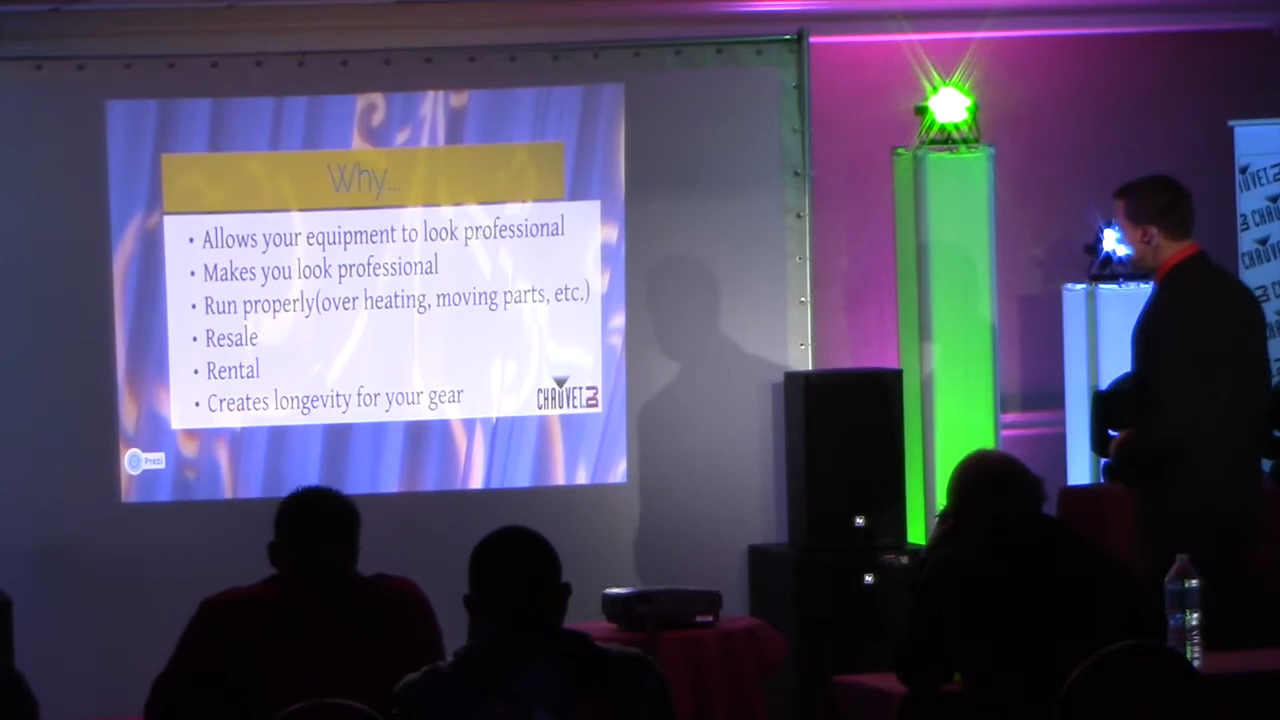 Why...
• Allows your equipment to look professional
• Makes you look professional
• Run properly(over heating, moving parts, etc.)
• Resale
• Rental
• Creates longevity for your gear
CHAUVET
Prezi
CHAUVET